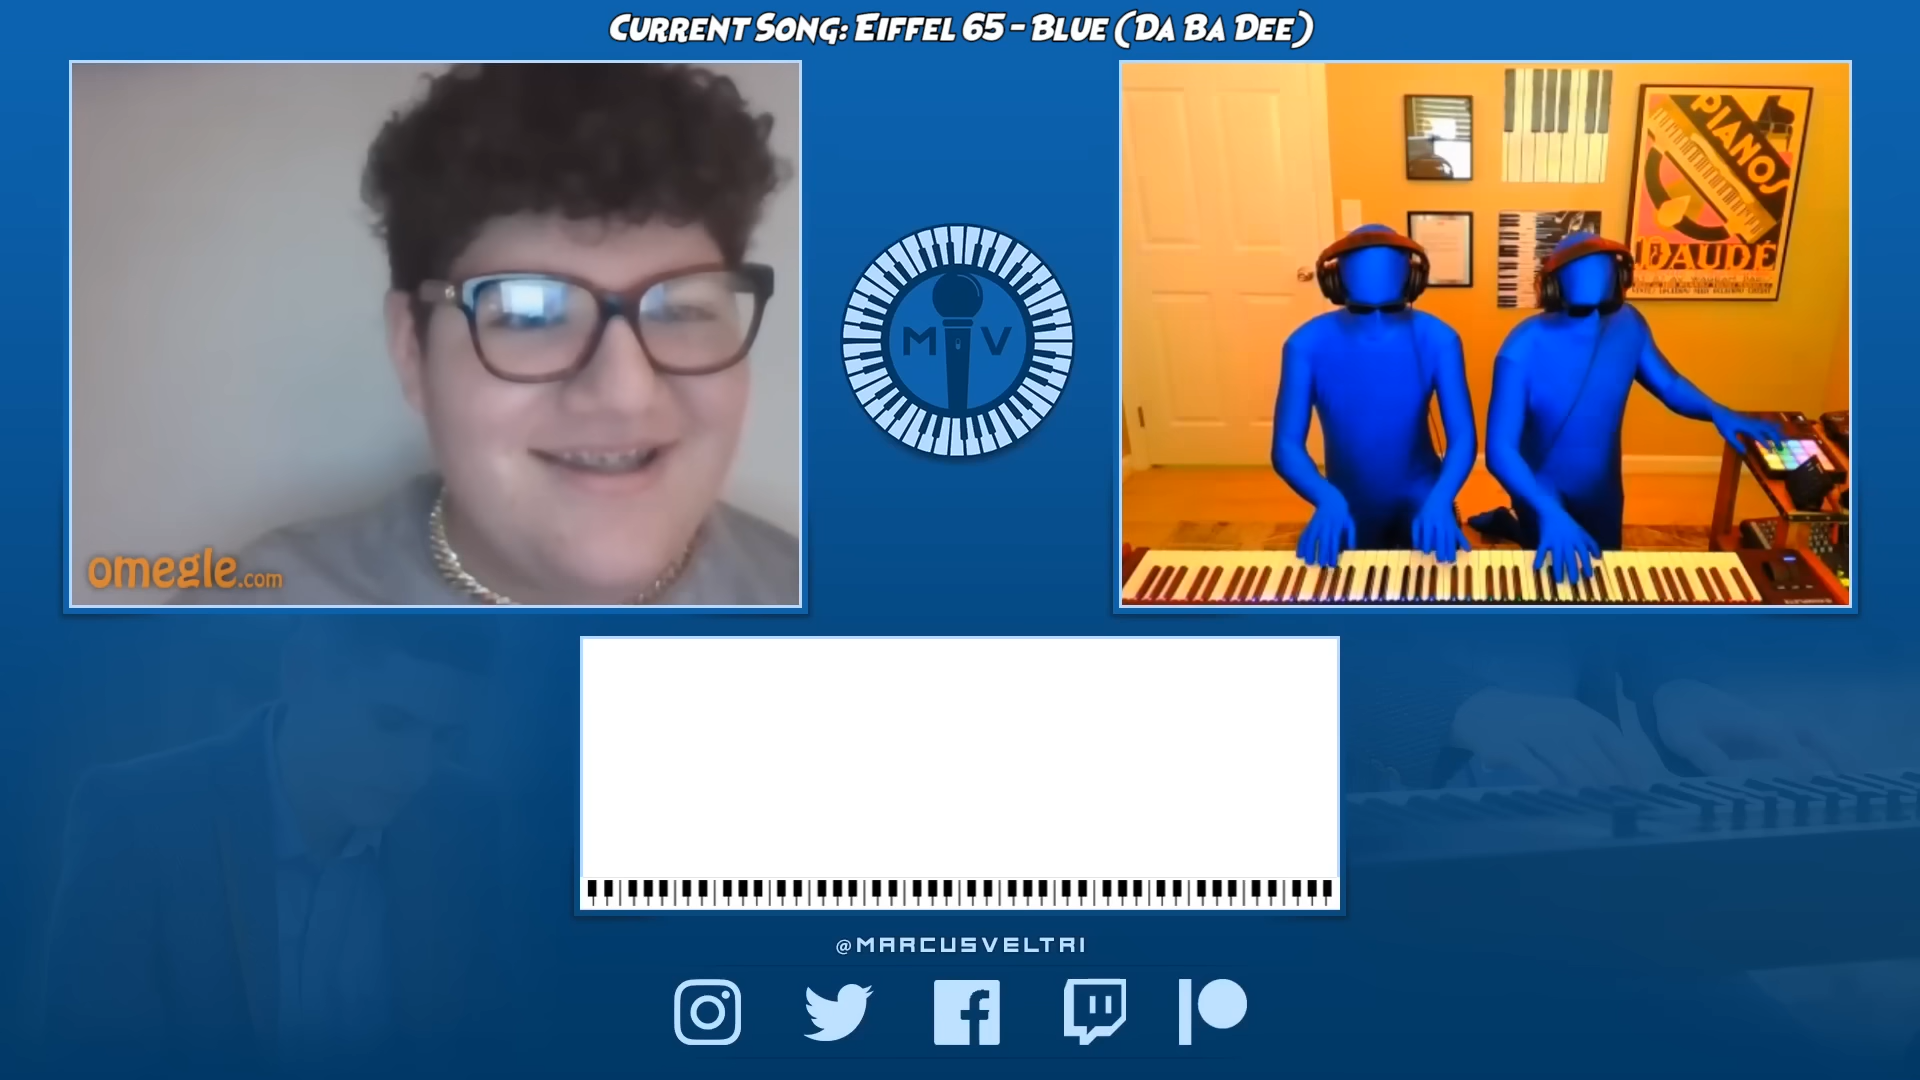 CURRENT SONG: EIFFEL 65 - BLUE (DA BA DEE)
omegle.com
M V
PIANOS
DAUDÉ
@MARCUSVELTRI